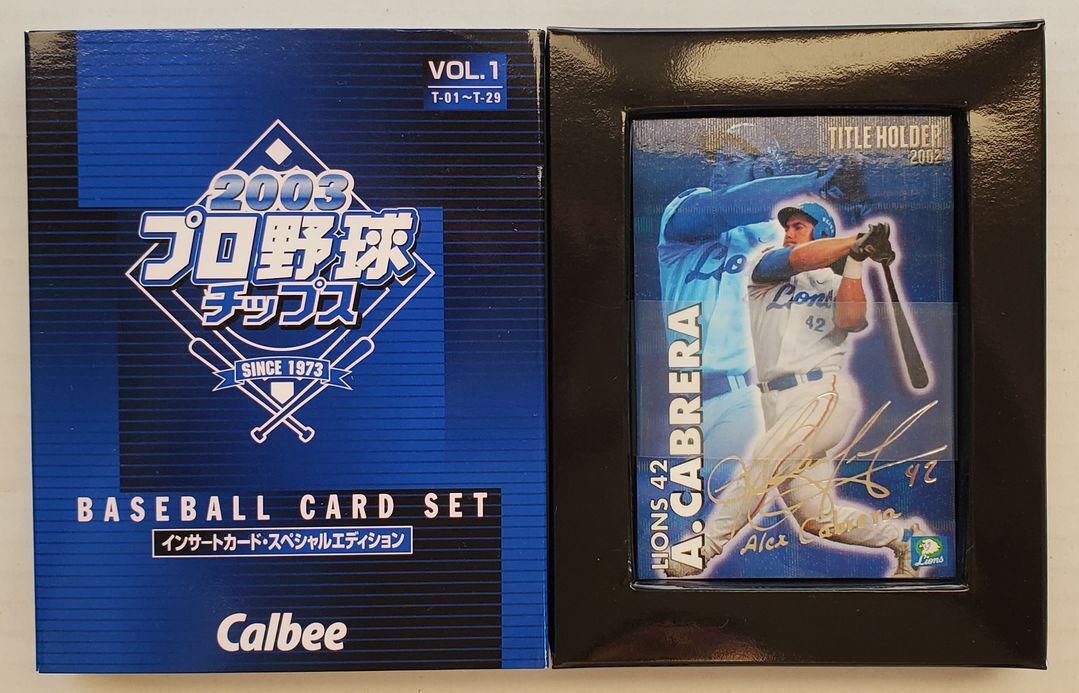 VOL.1
T-01~T-29
2003
プロ野球
チップス
SINCE 1973
BASEBALL CARD SET
インサートカード・スペシャルエディション
Calbee
TITLE HOLDER
2002
Lions
42
LIONS 42
A.CABRERA
42
Alex Cabrera
Lions